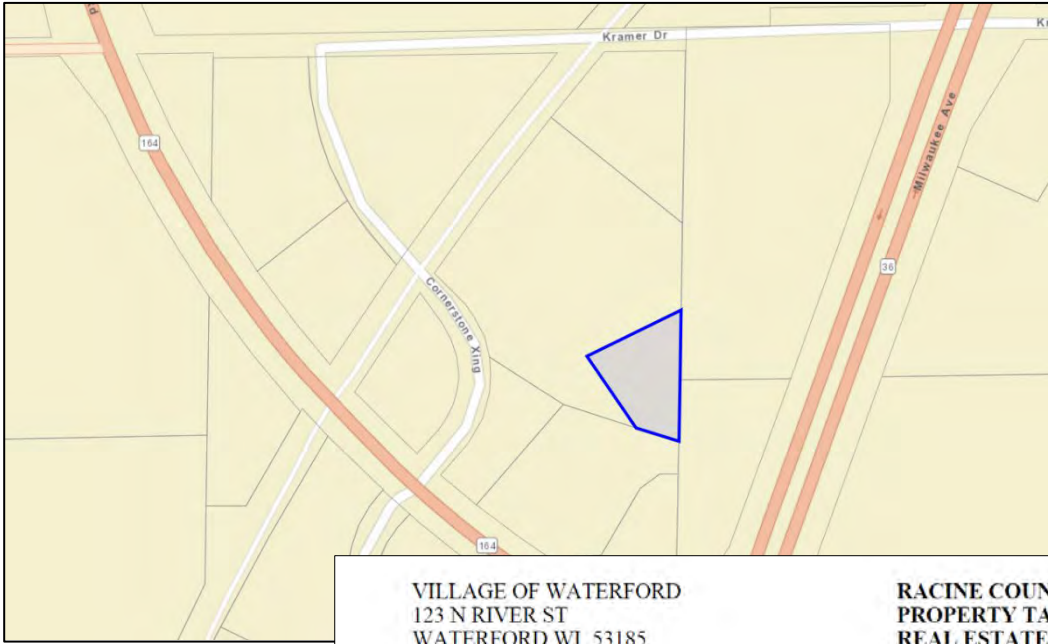 Kramer Dr
164
Milwaukee Ave
36
Cornerstone Xing
164
VILLAGE OF WATERFORD
123 N RIVER ST
WATERFORD WI 53185
RACINE COUN
PROPERTY TA
REAL ESTATE